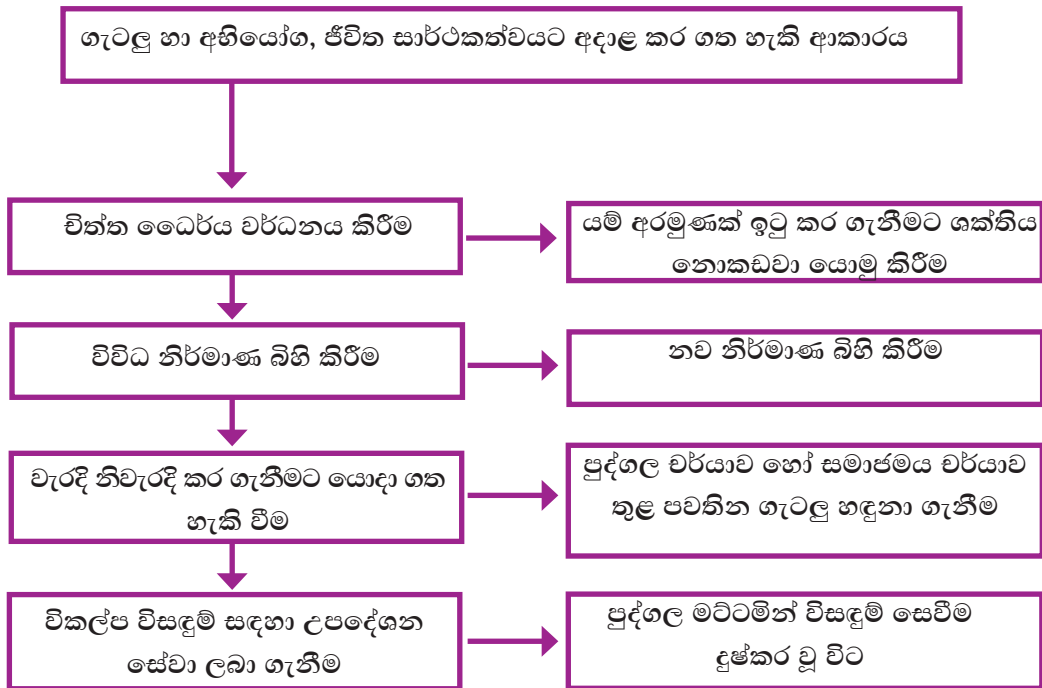 ගැටලු හා අභියෝග, ජීවිත සාර්ථකත්වයට අදාළ කර ගත හැකි ආකාරය
චිත්ත ධෛර්ය වර්ධනය කිරීම
යම් අරමුණක් ඉටු කර ගැනීමට ශක්තිය
නොකඩවා යොමු කිරීම
විවිධ නිර්මාණ බිහි කිරීම
නව නිර්මාණ බිහි කිරීම
වැරදි නිවැරදි කර ගැනීමට යොදා ගත
හැකි වීම
පුද්ගල චර්යාව හෝ සමාජමය චර්යාව
තුළ පවතින ගැටලු හඳුනා ගැනීම
විකල්ප විසඳුම් සඳහා උපදේශන
සේවා ලබා ගැනීම
පුද්ගල මට්ටමින් විසඳුම් සෙවීම
දුෂ්කර වූ විට